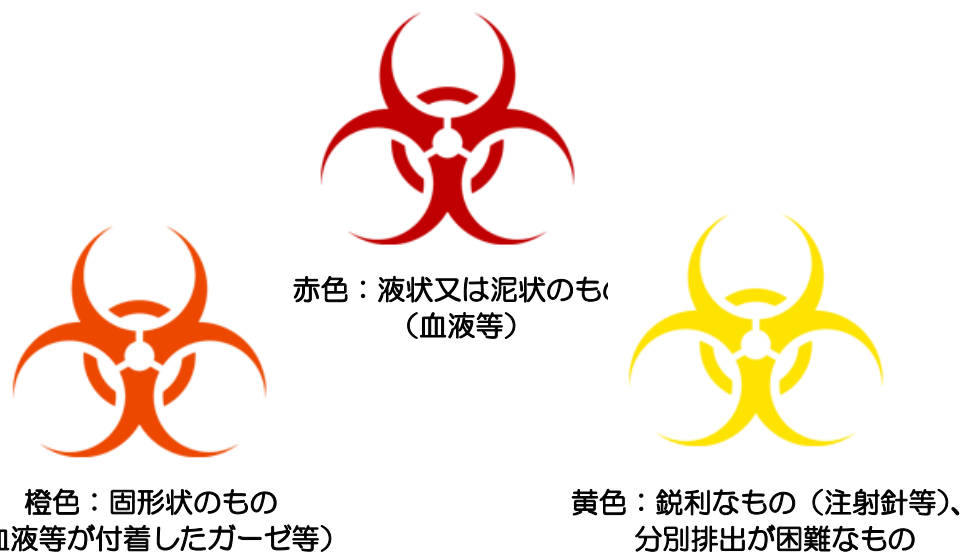 赤色：液状又は泥状のもの
（血液等）
橙色：固形状のもの
血液等が付着したガーゼ等）
黄色：鋭利なもの（注射針等）、
分別排出が困難なもの